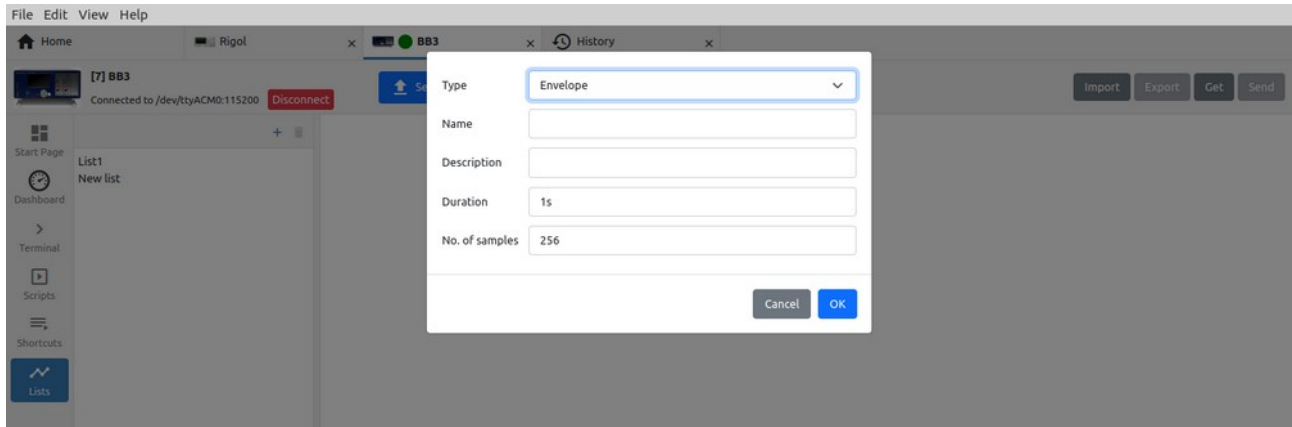 File Edit View Help
Home Rigol BB3 History
[7] BB3
Connected to /dev/ttyACM0:115200 Disconnect
Se
Import Export Get Send
Type Envelope
Name
Description
Duration 1s
No. of samples 256
Cancel OK
Start Page
Dashboard
Terminal
Scripts
Shortcuts
Lists
List1
New list